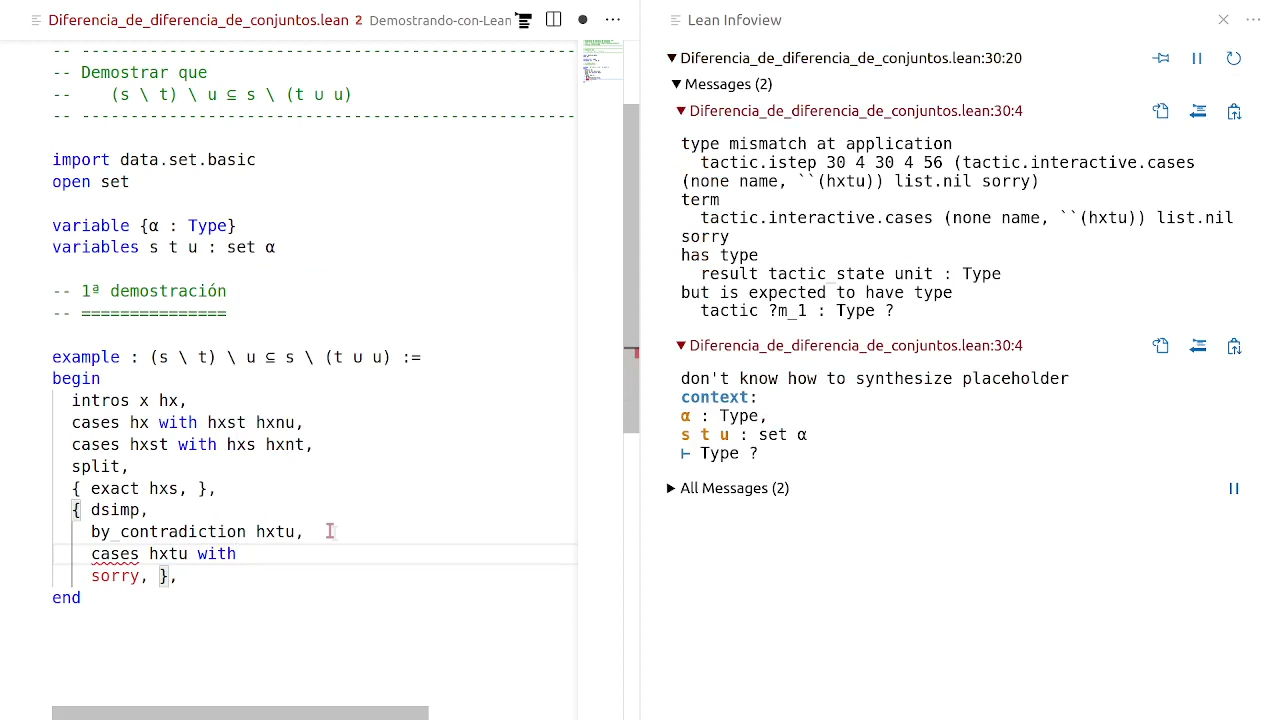 Diferencia_de_diferencia_de_conjuntos.lean 2 Demostrando-con-Lean
-- ---------------------------------------------------
-- Demostrar que
--    (s \ t) \ u ⊆ s \ (t ∪ u)
-- ---------------------------------------------------
import data.set.basic
open set
variable {α : Type}
variables s t u : set α
-- 1ª demostración
-- ===============
example : (s \ t) \ u ⊆ s \ (t ∪ u) :=
begin
  intros x hx,
  cases hx with hxst hxnu,
  cases hxst with hxs hxnt,
  split,
  { exact hxs, },
  { dsimp,
    by_contradiction hxtu,
    cases hxtu with
    sorry, },
end
Lean Infoview
Diferencia_de_diferencia_de_conjuntos.lean:30:20
Messages (2)
Diferencia_de_diferencia_de_conjuntos.lean:30:4
type mismatch at application
  tactic.istep 30 4 30 4 56 (tactic.interactive.cases
(none name, ``(hxtu)) list.nil sorry)
term
  tactic.interactive.cases (none name, ``(hxtu)) list.nil
sorry
has type
  result tactic_state unit : Type
but is expected to have type
  tactic ?m_1 : Type ?
Diferencia_de_diferencia_de_conjuntos.lean:30:4
don't know how to synthesize placeholder
context:
α : Type,
s t u : set α
⊢ Type ?
All Messages (2)